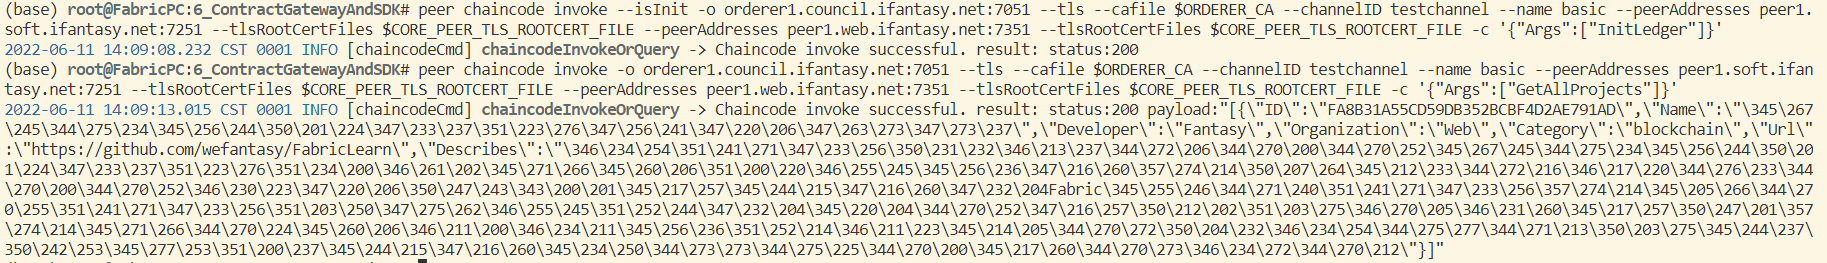 (base) root@FabricPC:6_ContractGatewayAndSDK# peer chaincode invoke --isInit -o orderer1.council.ifantasy.net:7051 --tls --cafile $ORDERER_CA --channelID testchannel --name basic --peerAddresses peer1.
soft.ifantasy.net:7251 --tlsRootCertFiles $CORE_PEER_TLS_ROOTCERT_FILE --peerAddresses peer1.web.ifantasy.net:7351 --tlsRootCertFiles $CORE_PEER_TLS_ROOTCERT_FILE -c '{"Args":["InitLedger"]}'
2022-06-11 14:09:08.232 CST 0001 INFO [chaincodeCmd] chaincodeInvokeOrQuery -> Chaincode invoke successful. result: status:200
(base) root@FabricPC:6_ContractGatewayAndSDK# peer chaincode invoke -o orderer1.council.ifantasy.net:7051 --tls --cafile $ORDERER_CA --channelID testchannel --name basic --peerAddresses peer1.soft.ifan
tasy.net:7251 --tlsRootCertFiles $CORE_PEER_TLS_ROOTCERT_FILE --peerAddresses peer1.web.ifantasy.net:7351 --tlsRootCertFiles $CORE_PEER_TLS_ROOTCERT_FILE -c '{"Args":["GetAllProjects"]}'
2022-06-11 14:09:13.015 CST 0001 INFO [chaincodeCmd] chaincodeInvokeOrQuery -> Chaincode invoke successful. result: status:200 payload:"[{\"ID\":\"FA8B31A55CD59DB352BCBF4D2AE791AD\",\"Name\":\"\345\267
\245\344\275\234\345\256\244\350\201\224\347\233\237\351\223\276\347\256\241\347\220\206\347\263\273\347\273\237\",\"Developer\":\"Fantasy\",\"Organization\":\"Web\",\"Category\":\"blockchain\",\"Url\"
:\"https://github.com/wefantasy/FabricLearn\",\"Describes\":\"\346\234\254\351\241\271\347\233\256\350\231\232\346\213\237\344\272\206\344\270\200\344\270\252\345\267\245\344\275\234\345\256\244\350\20
1\224\347\233\237\351\223\276\351\234\200\346\261\202\345\271\266\345\260\206\351\200\220\346\255\245\345\256\236\347\216\260\357\274\214\350\207\264\345\212\233\344\272\216\346\217\220\344\276\233\344
\270\200\344\270\252\346\230\223\347\220\206\350\247\243\343\200\201\345\217\257\345\244\215\347\216\260\347\232\204Fabric\345\255\246\344\271\240\351\241\271\347\233\256\357\274\214\345\205\266\344\27
0\255\351\241\271\347\233\256\351\203\250\347\275\262\346\255\245\351\252\244\347\232\204\345\220\204\344\270\252\347\216\257\350\212\202\351\203\275\346\270\205\346\231\260\345\217\257\350\247\201\357
\274\214\345\271\266\344\270\224\345\260\206\346\211\200\346\234\211\345\256\236\351\252\214\346\211\223\345\214\205\344\270\272\350\204\232\346\234\254\344\275\277\344\271\213\350\203\275\345\244\237\
350\242\253\345\277\253\351\200\237\345\244\215\347\216\260\345\234\250\344\273\273\344\275\225\344\270\200\345\217\260\344\270\273\346\234\272\344\270\212\"}]"